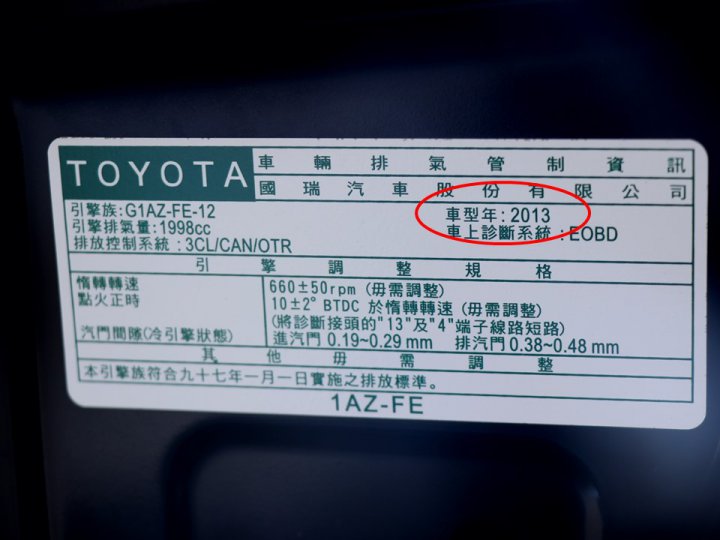 TOYOTA 車輛排氣管制資訊
國瑞汽車股份有限公司
引擎族:G1AZ-FE-12
車型年:2013
引擎排氣量:1998cc
車上診斷系統:EOBD
排放控制系統:3CL/CAN/OTR
引擎調整規格
惰轉轉速 660±50rpm (毋需調整)
點火正時 10±2° BTDC 於惰轉轉速 (毋需調整)
(將診斷接頭的"13"及"4"端子線路短路)
汽門間隙(冷引擎狀態) 進汽門 0.19~0.29 mm 排汽門 0.38~0.48 mm
其他毋需調整
本引擎族符合九十七年一月一日實施之排放標準。
1AZ-FE